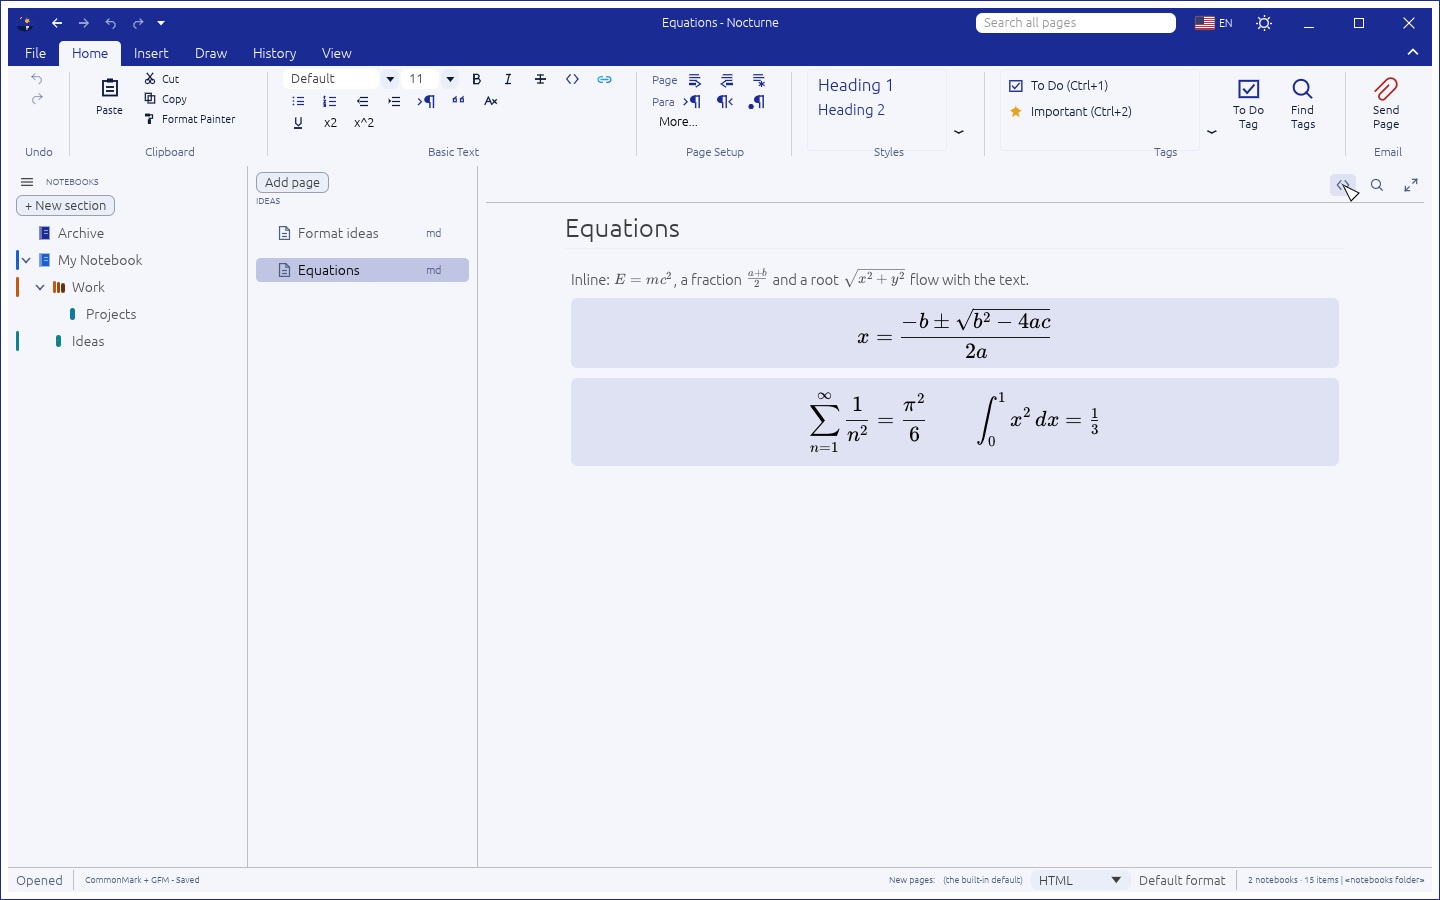 Equations - Nocturne
Search all pages
EN
File Home Insert Draw History View
Paste
Cut
Copy
Format Painter
Default 11
B I
U x2 x^2
Page
Para
More...
Heading 1
Heading 2
To Do (Ctrl+1)
Important (Ctrl+2)
To Do
Tag
Find
Tags
Send
Page
Undo Clipboard Basic Text Page Setup Styles Tags Email
NOTEBOOKS
+ New section
Archive
My Notebook
Work
Projects
Ideas
Add page
IDEAS
Format ideas md
Equations md
Equations
Inline: E = mc², a fraction (a+b)/2 and a root √(x² + y²) flow with the text.
x = (−b ± √(b² − 4ac))/(2a)
∑_{n=1}^{∞} 1/n² = π²/6 ∫_0^1 x² dx = 1/3
Opened CommonMark + GFM - Saved
New pages: (the built-in default) HTML Default format 2 notebooks · 15 items | «notebooks folder»